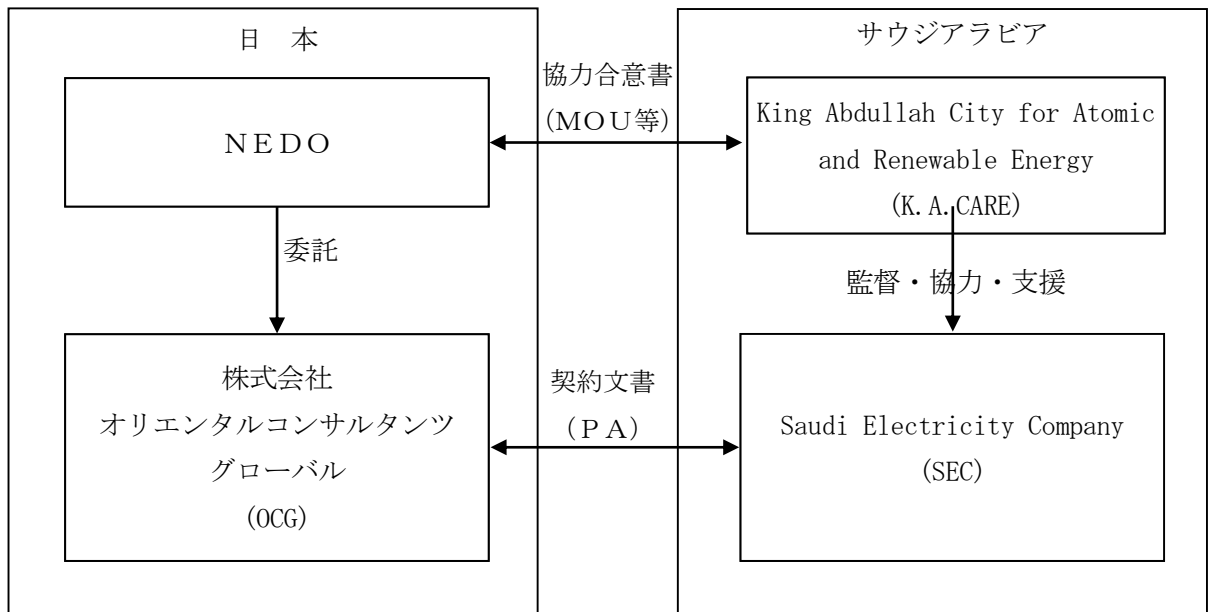 日　本
サウジアラビア
ＮＥＤＯ
協力合意書
(ＭＯＵ等)
King Abdullah City for Atomic
and Renewable Energy
(K.A.CARE)
委託
監督・協力・支援
株式会社
オリエンタルコンサルタンツ
グローバル
(OCG)
契約文書
（ＰＡ）
Saudi Electricity Company
(SEC)